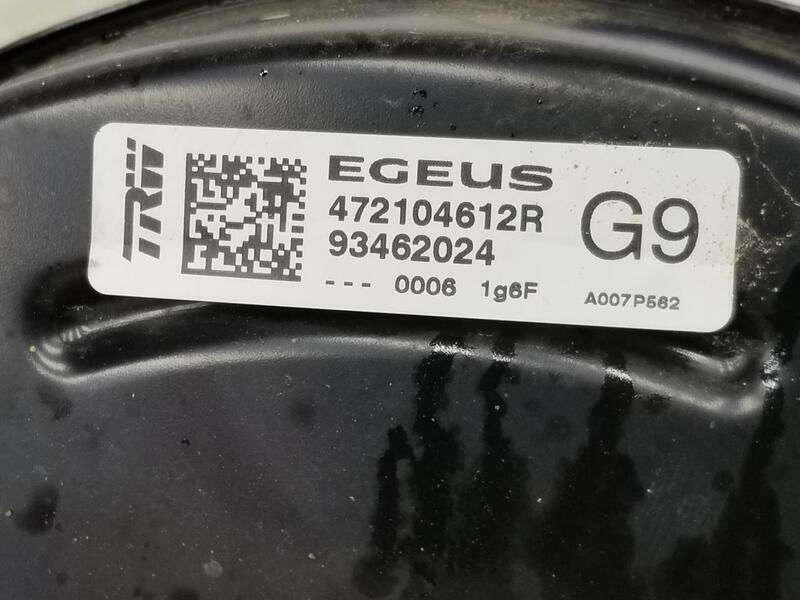 TRW
EGEUS
472104612R
93462024
G9
--- 0006 1g6F
A007P562